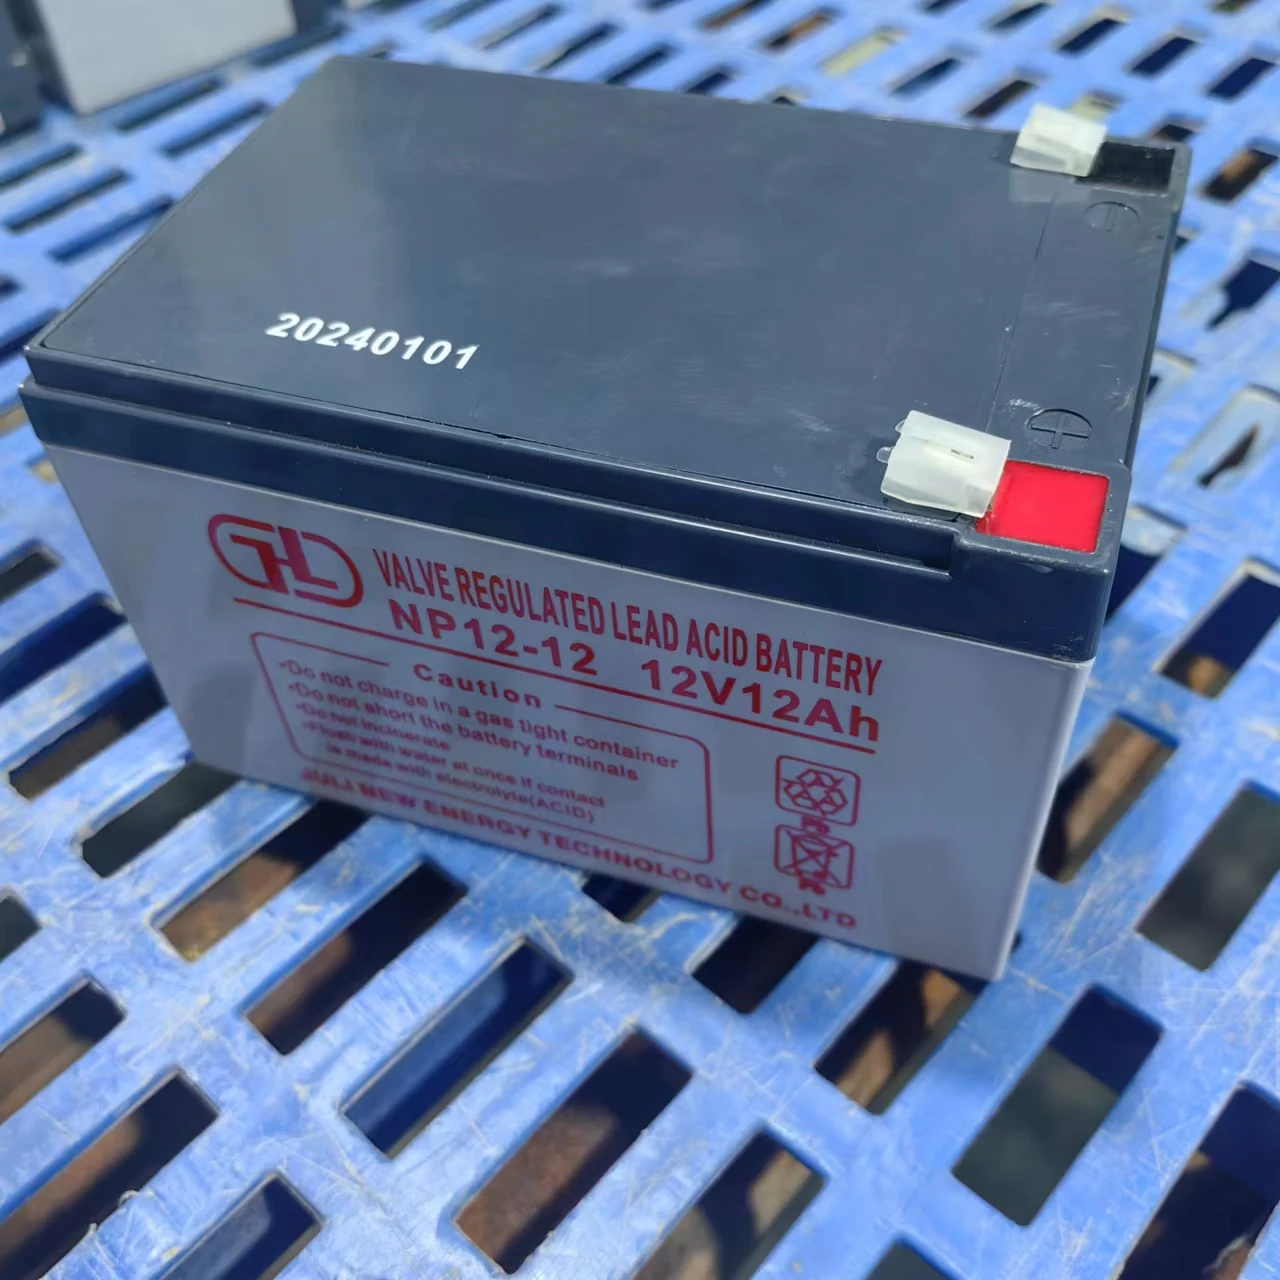 20240101
VALVE REGULATED LEAD ACID BATTERY
NP12-12 12V12Ah
Caution
•Do not charge in a gas tight container
•Do not short the battery terminals
•Do not incinerate
•Flush with water at once if contact
is made with electrolyte(ACID)
JULI NEW ENERGY TECHNOLOGY CO.,LTD
Pb